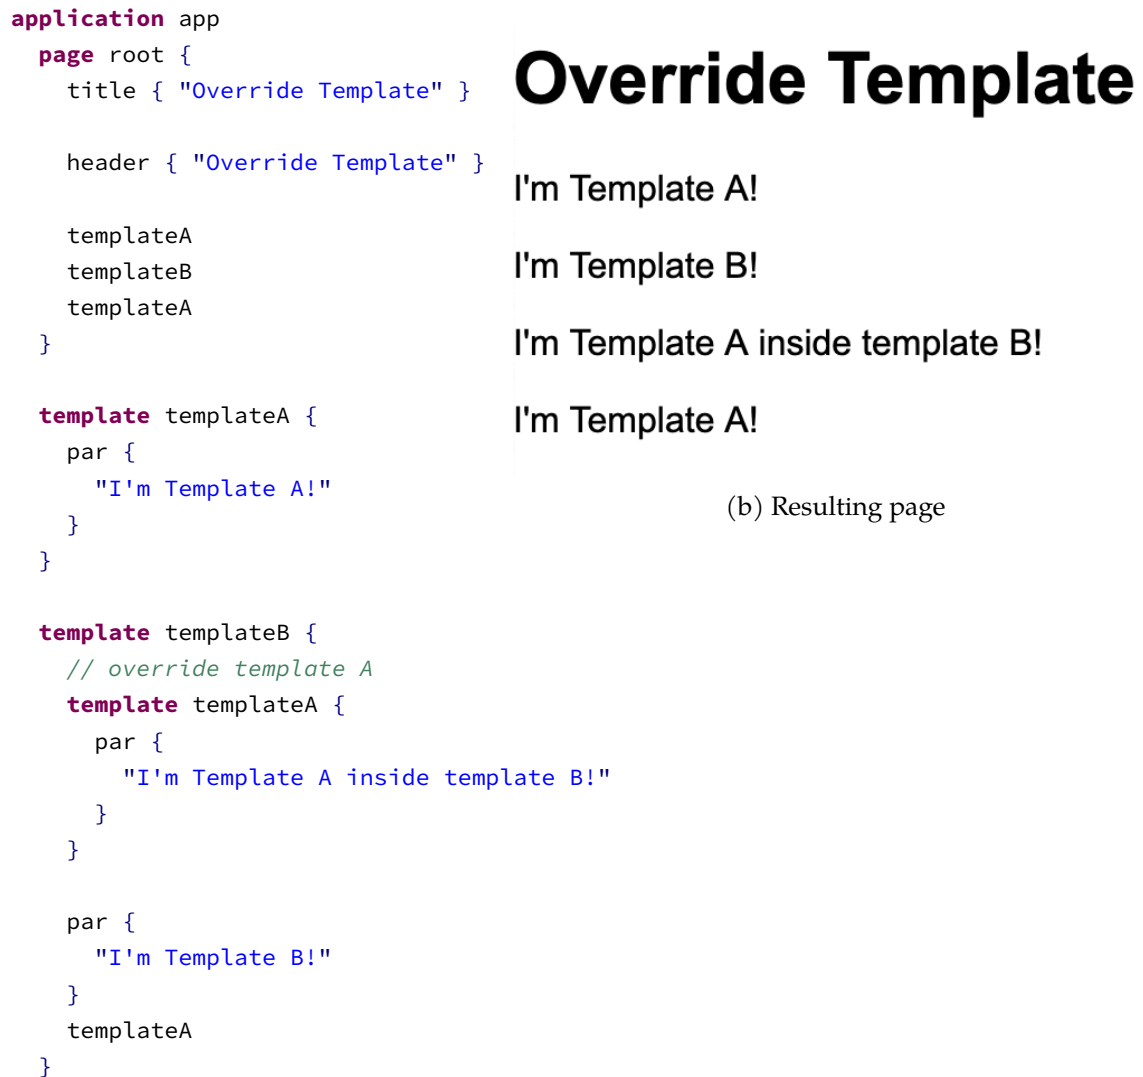 application app
  page root {
    title { "Override Template" }

    header { "Override Template" }

    templateA
    templateB
    templateA
  }

  template templateA {
    par {
      "I'm Template A!"
    }
  }

  template templateB {
    // override template A
    template templateA {
      par {
        "I'm Template A inside template B!"
      }
    }

    par {
      "I'm Template B!"
    }
    templateA
  }

Override Template
I'm Template A!
I'm Template B!
I'm Template A inside template B!
I'm Template A!
(b) Resulting page